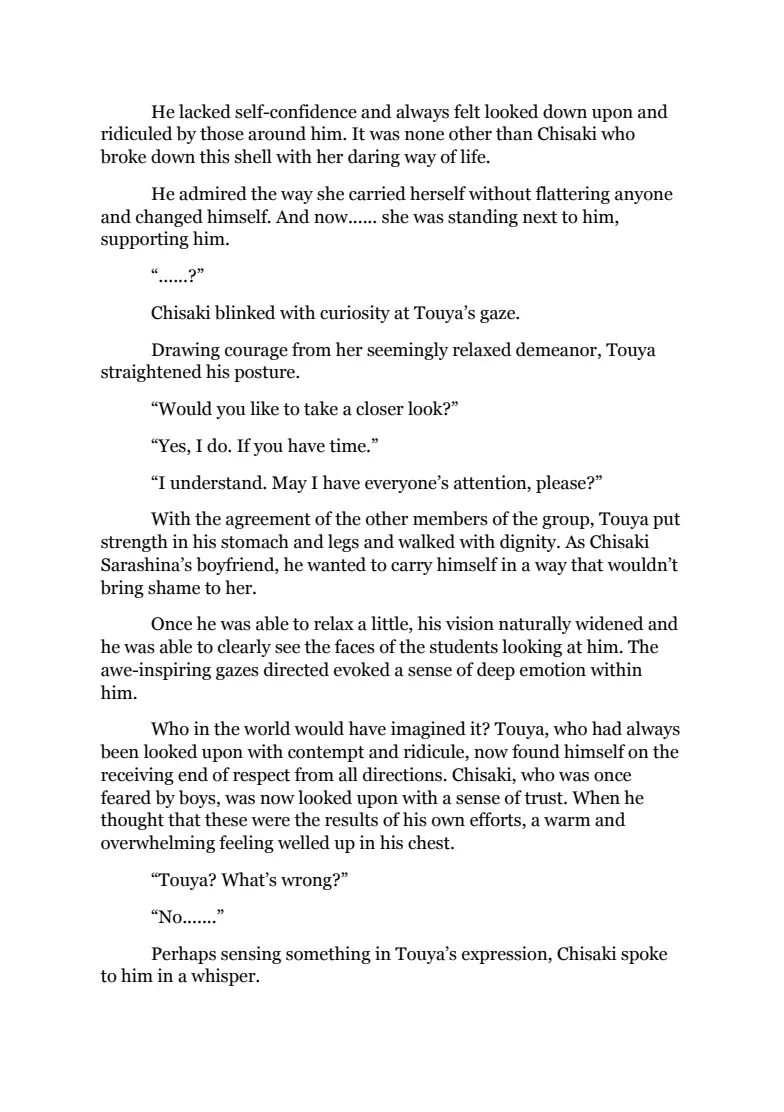 He lacked self-confidence and always felt looked down upon and
ridiculed by those around him. It was none other than Chisaki who
broke down this shell with her daring way of life.
He admired the way she carried herself without flattering anyone
and changed himself. And now...... she was standing next to him,
supporting him.
“......?”
Chisaki blinked with curiosity at Touya’s gaze.
Drawing courage from her seemingly relaxed demeanor, Touya
straightened his posture.
“Would you like to take a closer look?”
“Yes, I do. If you have time.”
“I understand. May I have everyone’s attention, please?”
With the agreement of the other members of the group, Touya put
strength in his stomach and legs and walked with dignity. As Chisaki
Sarashina’s boyfriend, he wanted to carry himself in a way that wouldn’t
bring shame to her.
Once he was able to relax a little, his vision naturally widened and
he was able to clearly see the faces of the students looking at him. The
awe-inspiring gazes directed evoked a sense of deep emotion within
him.
Who in the world would have imagined it? Touya, who had always
been looked upon with contempt and ridicule, now found himself on the
receiving end of respect from all directions. Chisaki, who was once
feared by boys, was now looked upon with a sense of trust. When he
thought that these were the results of his own efforts, a warm and
overwhelming feeling welled up in his chest.
“Touya? What’s wrong?”
“No.......”
Perhaps sensing something in Touya’s expression, Chisaki spoke
to him in a whisper.